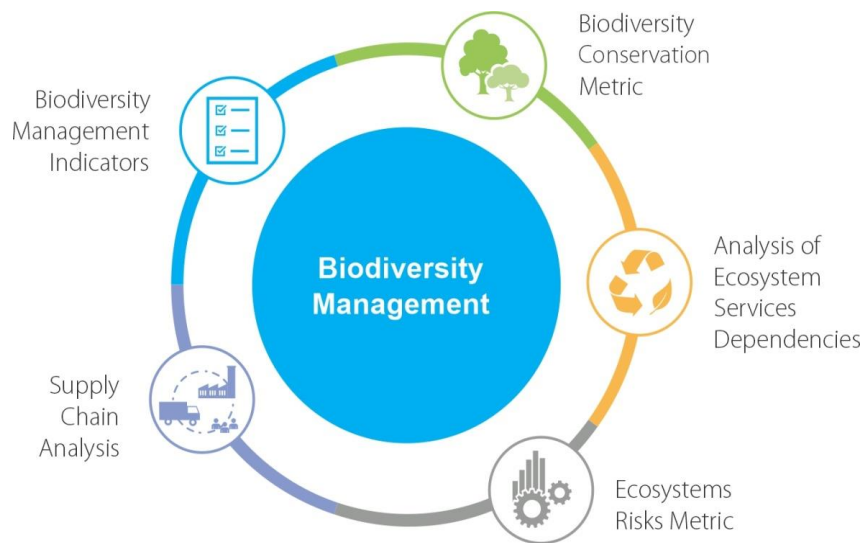 Biodiversity
Conservation
Metric
Biodiversity
Management
Indicators
Biodiversity
Management
Analysis of
Ecosystem
Services
Dependencies
Supply
Chain
Analysis
Ecosystems
Risks Metric